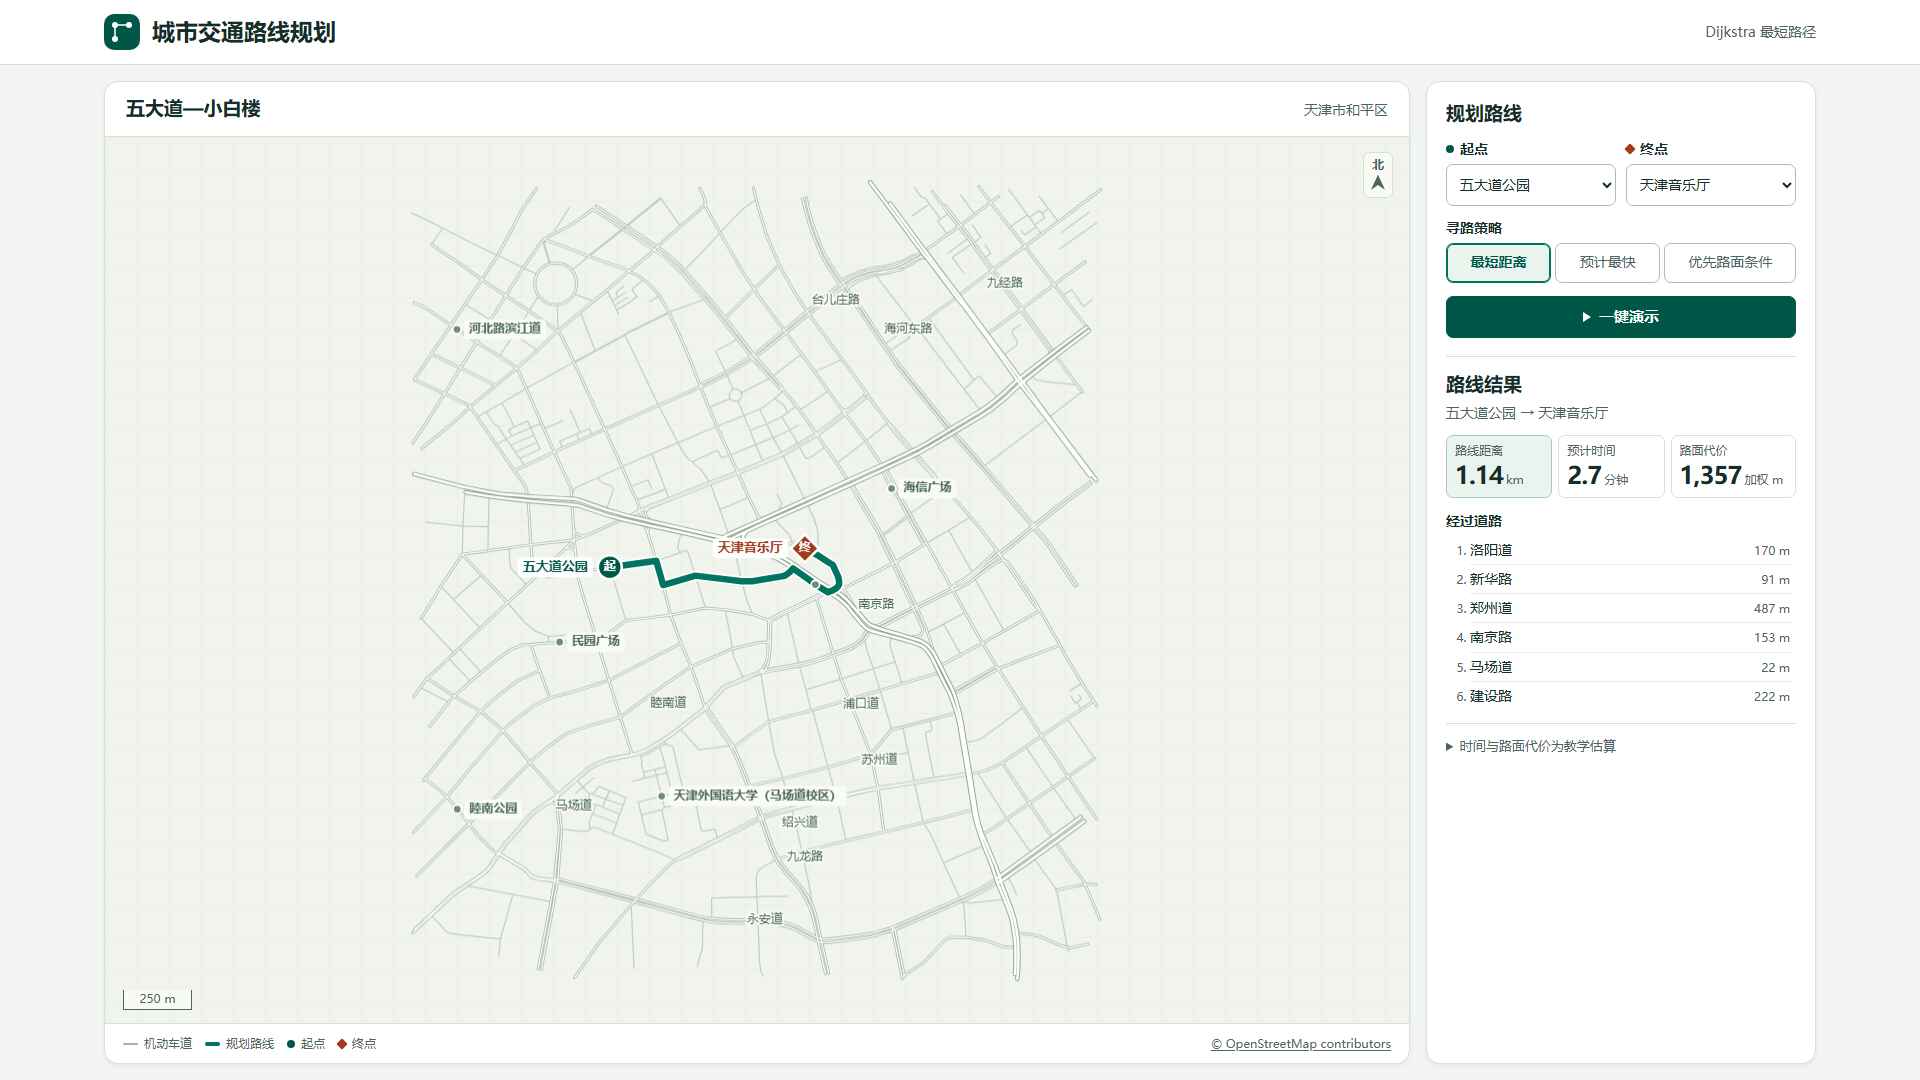 城市交通路线规划
Dijkstra 最短路径
五大道—小白楼
天津市和平区
北
九经路
台儿庄路
海河东路
河北路滨江道
海信广场
天津音乐厅
终
五大道公园
起
南京路
民园广场
睦南道
浦口道
苏州道
天津外国语大学（马场道校区）
马场道
睦南公园
绍兴道
九龙路
永安道
250 m
机动车道
规划路线
起点
终点
© OpenStreetMap contributors
规划路线
起点
终点
五大道公园
天津音乐厅
寻路策略
最短距离
预计最快
优先路面条件
一键演示
路线结果
五大道公园 → 天津音乐厅
路线距离
1.14 km
预计时间
2.7 分钟
路面代价
1,357 加权 m
经过道路
1. 洛阳道 170 m
2. 新华路 91 m
3. 郑州道 487 m
4. 南京路 153 m
5. 马场道 22 m
6. 建设路 222 m
时间与路面代价为教学估算